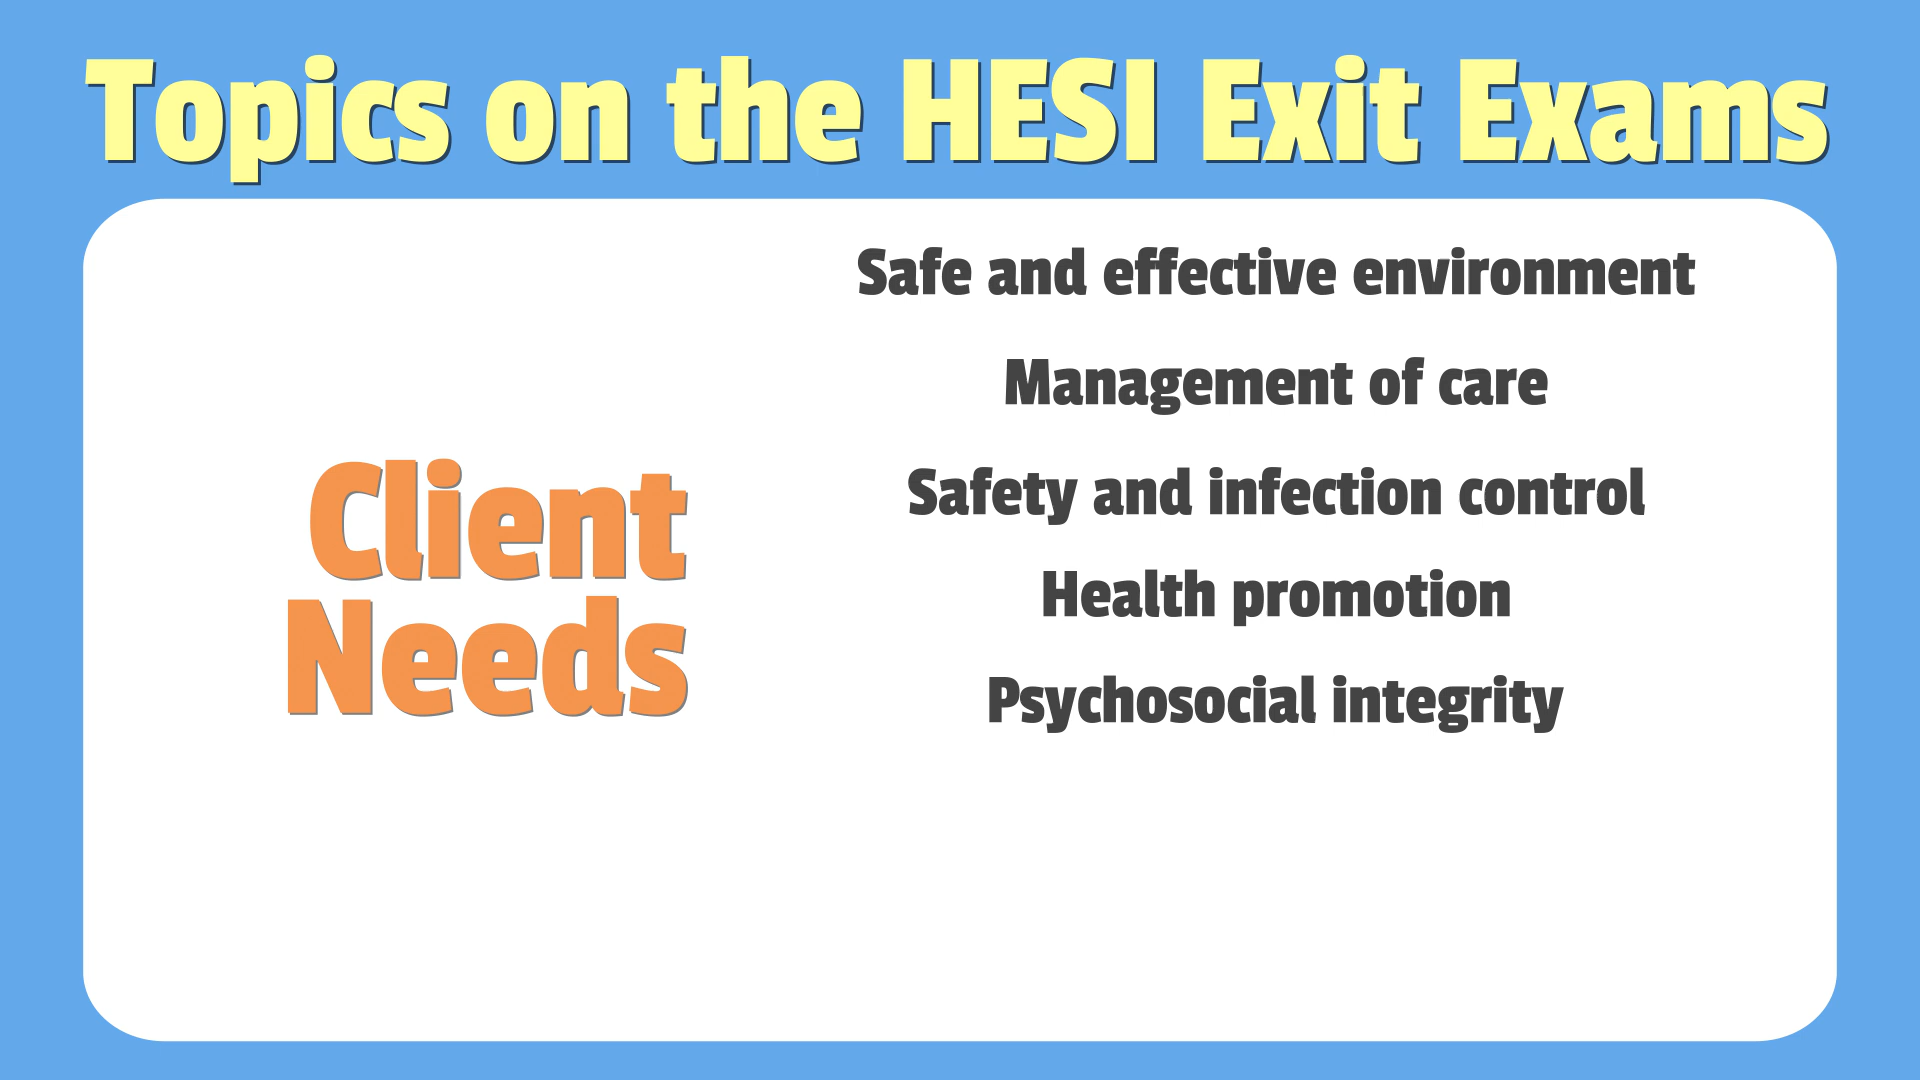 Topics on the HESI Exit Exams
Client
Needs
Safe and effective environment
Management of care
Safety and infection control
Health promotion
Psychosocial integrity